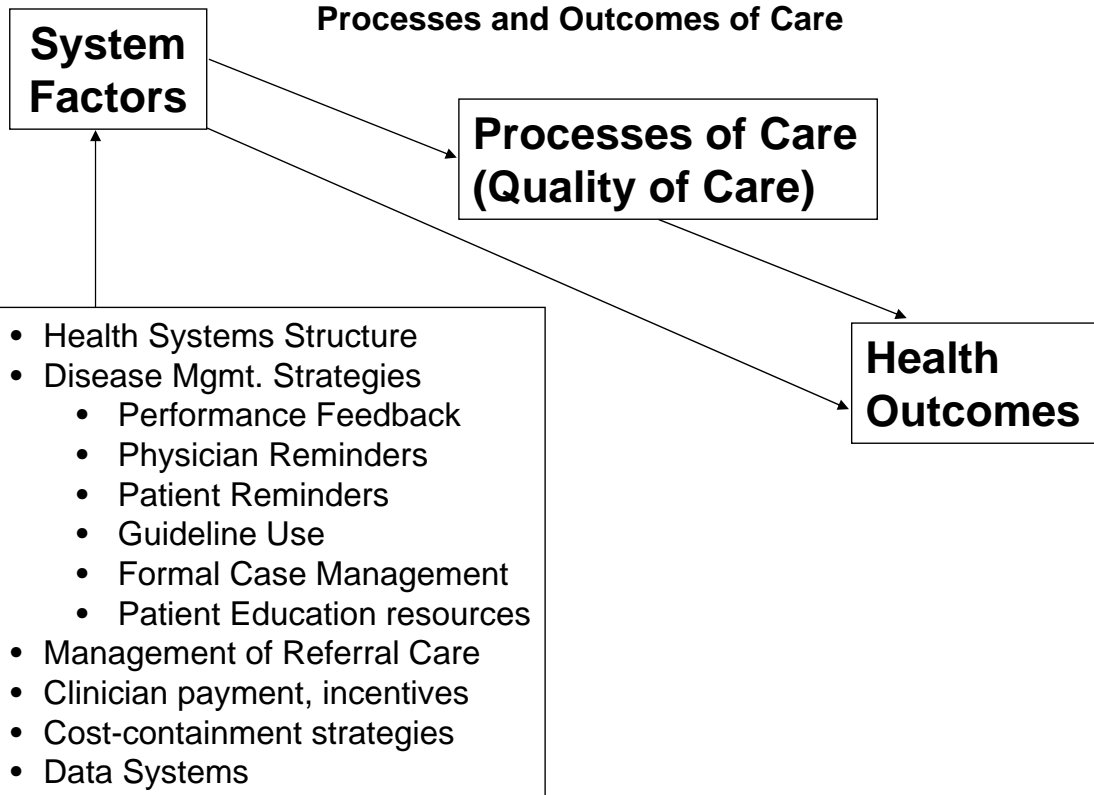 Processes and Outcomes of Care
System
Factors
Processes of Care
(Quality of Care)
Health
Outcomes
• Health Systems Structure
• Disease Mgmt. Strategies
• Performance Feedback
• Physician Reminders
• Patient Reminders
• Guideline Use
• Formal Case Management
• Patient Education resources
• Management of Referral Care
• Clinician payment, incentives
• Cost-containment strategies
• Data Systems